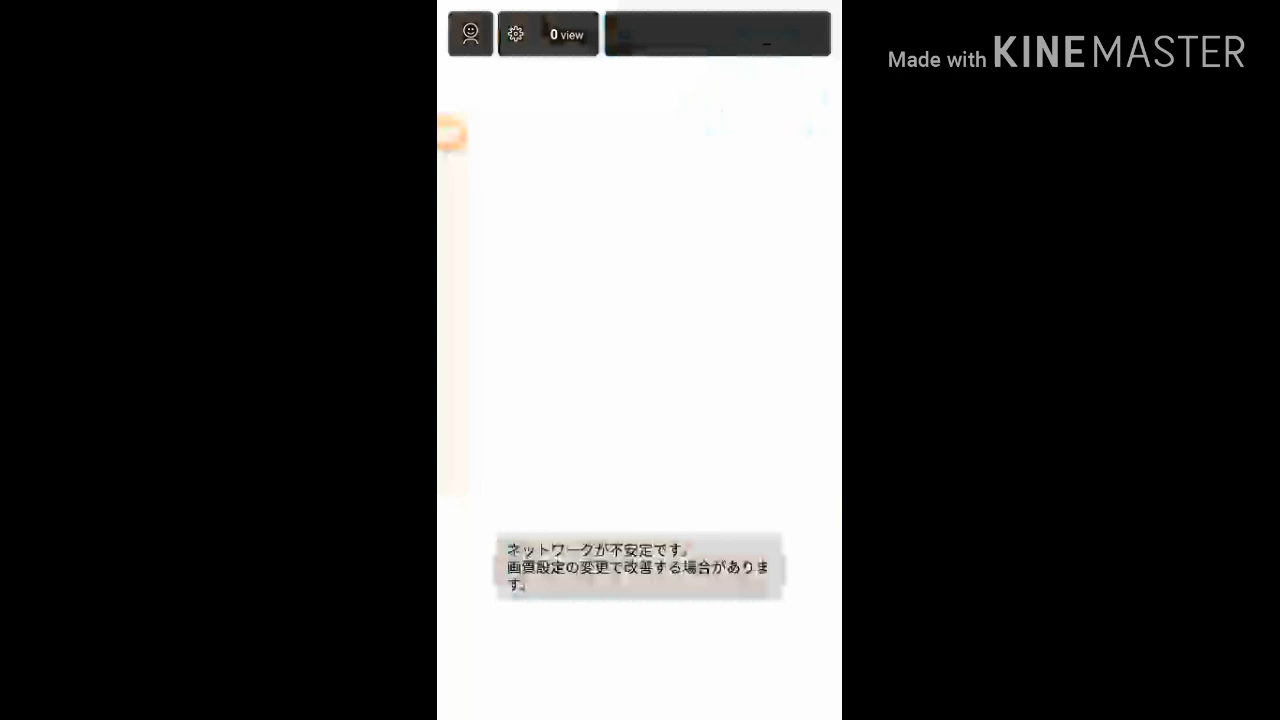 0 view
Made with KINEMASTER
ネットワークが不安定です。
画質設定の変更で改善する場合がありま
す。